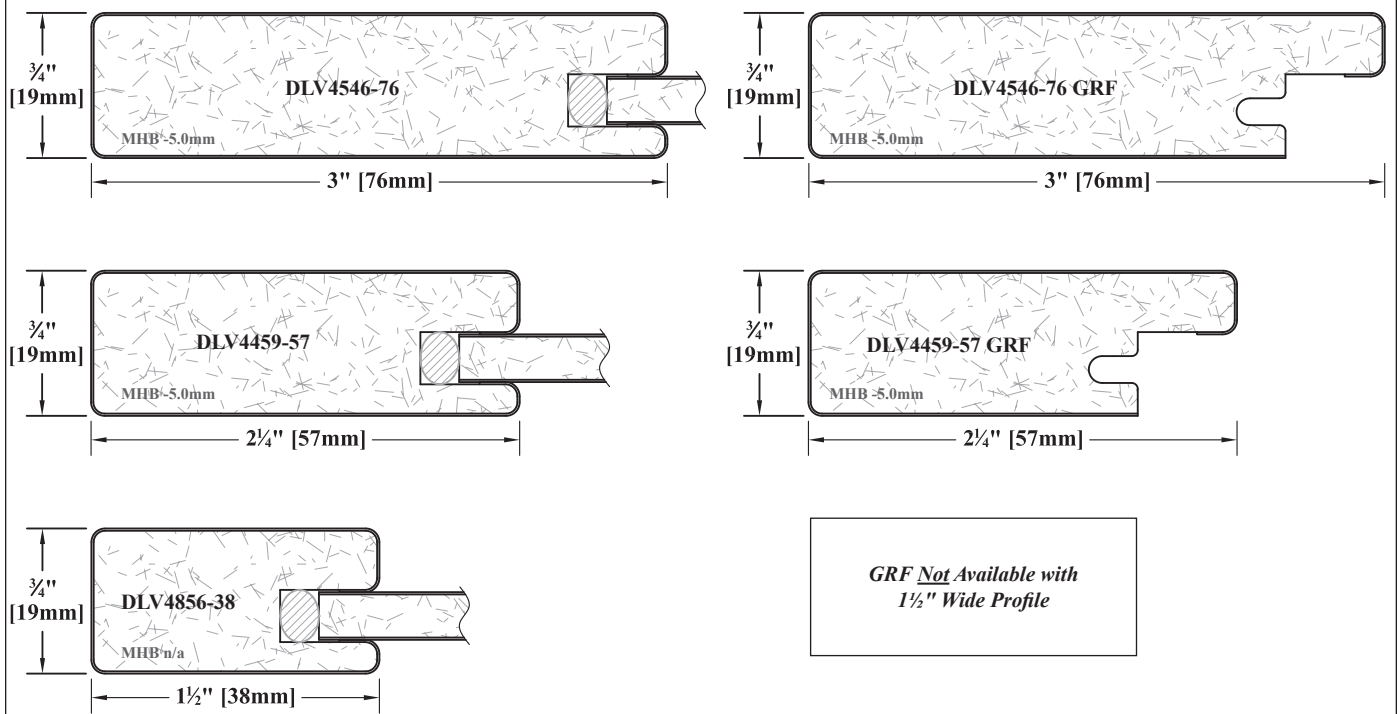 ¾"
[19mm]
DLV4546-76
MHB -5.0mm
3" [76mm]
¾"
[19mm]
DLV4546-76 GRF
MHB -5.0mm
3" [76mm]
¾"
[19mm]
DLV4459-57
MHB -5.0mm
2¼" [57mm]
¾"
[19mm]
DLV4459-57 GRF
MHB -5.0mm
2¼" [57mm]
¾"
[19mm]
DLV4856-38
MHB n/a
1½" [38mm]
GRF Not Available with
1½" Wide Profile